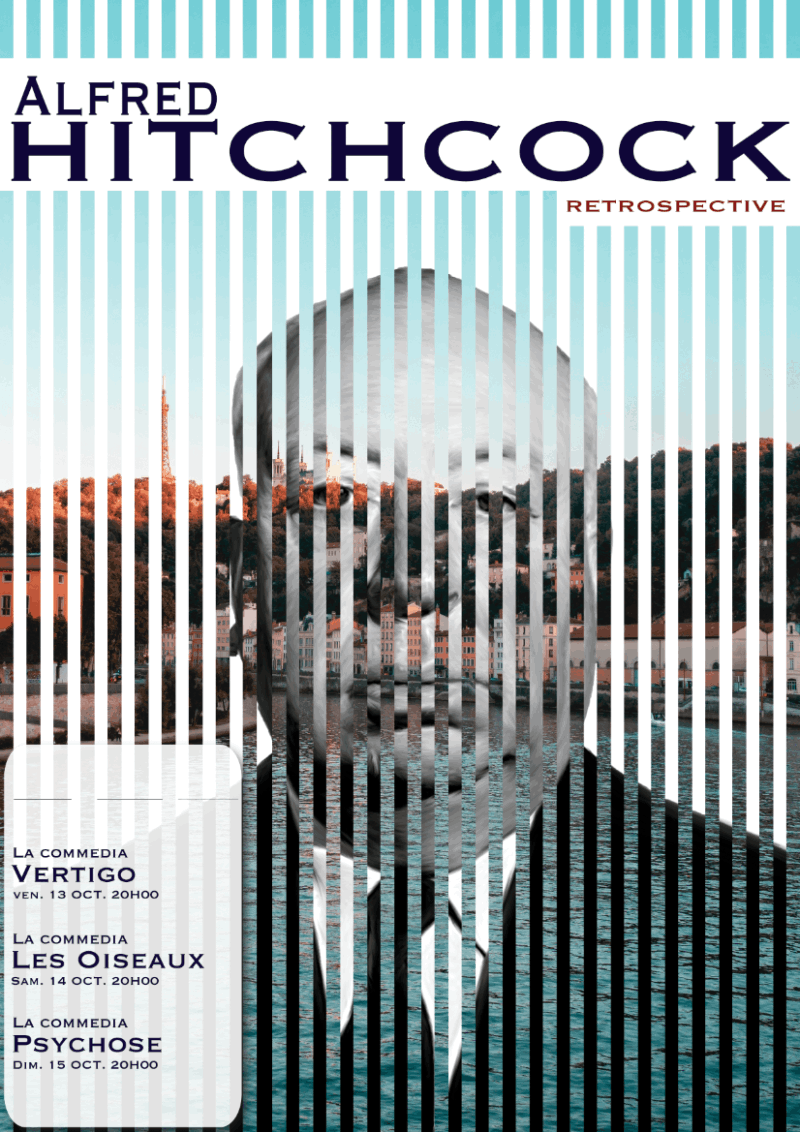 ALFRED
HITCHCOCK
RETROSPECTIVE
LA COMMEDIA
VERTIGO
VEN. 13 OCT. 20H00
LA COMMEDIA
LES OISEAUX
SAM. 14 OCT. 20H00
LA COMMEDIA
PSYCHOSE
DIM. 15 OCT. 20H00